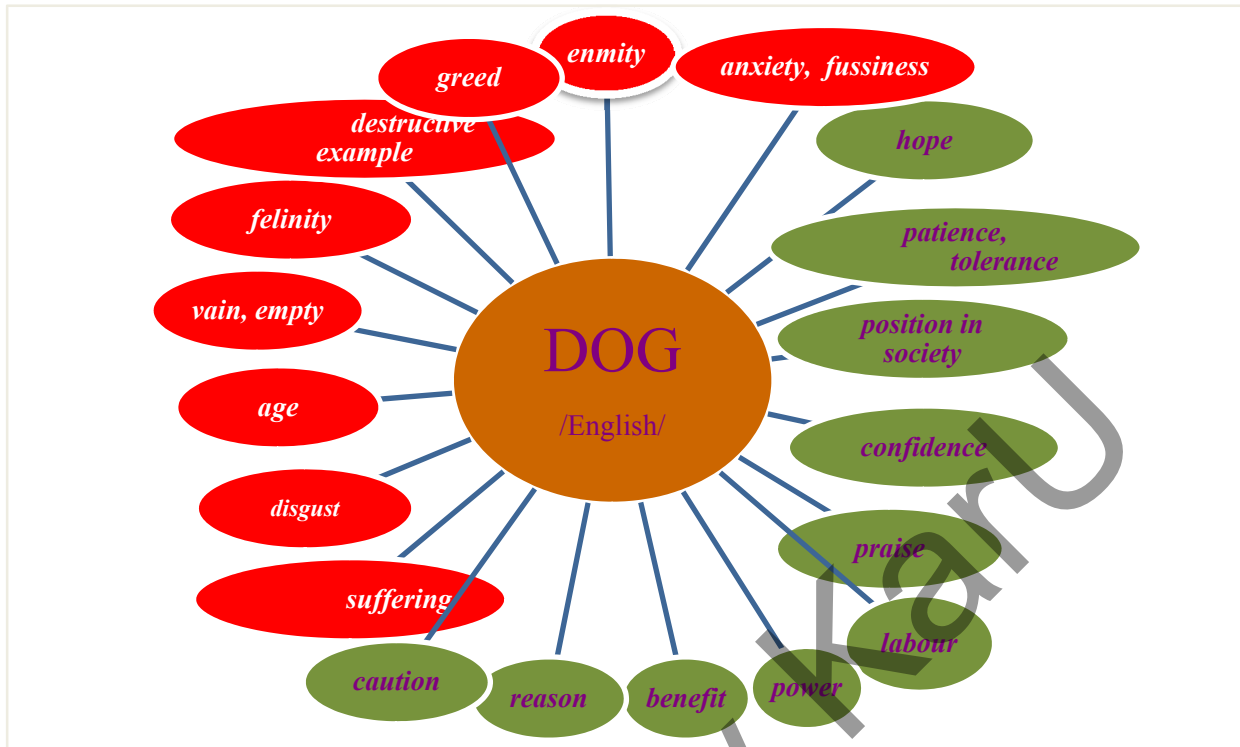 enmity
greed
anxiety, fussiness
destructive
example
hope
felinity
patience,
tolerance
vain, empty
position in
society
DOG
/English/
age
confidence
disgust
praise
suffering
labour
caution
reason
benefit
power
KarU